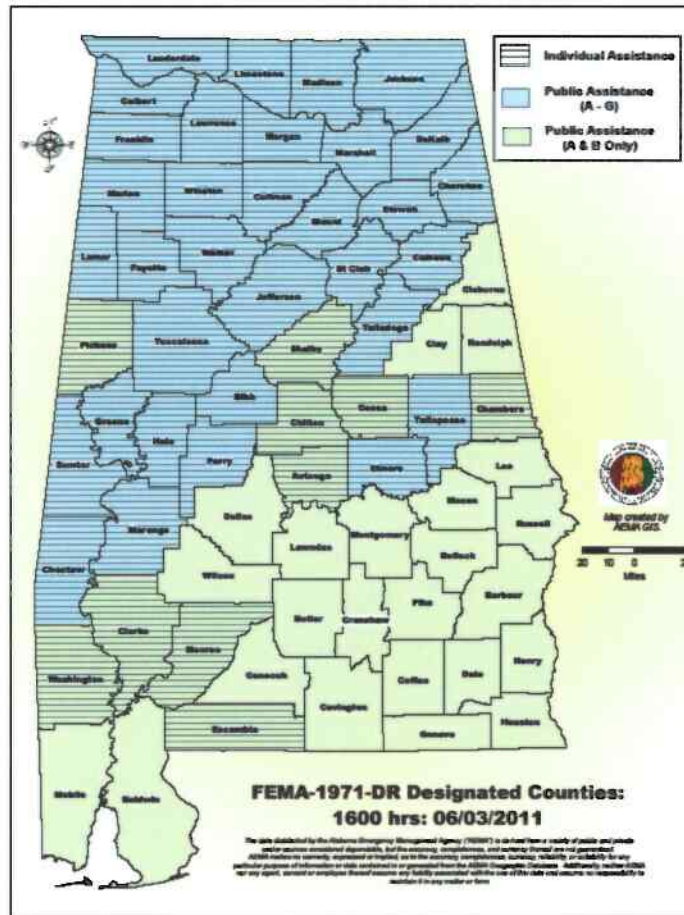 Individual Assistance
Public Assistance
(A - G)
Public Assistance
(A & B Only)
Lauderdale
Limestone
Madison
Jackson
Colbert
Lawrence
Franklin
Morgan
Marshall
DeKalb
Marion
Winston
Cullman
Blount
Etowah
Cherokee
Lamar
Fayette
Walker
St Clair
Calhoun
Cleburne
Jefferson
Talladega
Pickens
Tuscaloosa
Shelby
Clay
Randolph
Bibb
Greene
Hale
Chilton
Coosa
Tallapoosa
Chambers
Sumter
Perry
Autauga
Elmore
Lee
Marengo
Dallas
Macon
Russell
Lowndes
Montgomery
Bullock
Choctaw
Wilcox
Butler
Crenshaw
Pike
Barbour
Clarke
Monroe
Washington
Conecuh
Coffee
Dale
Henry
Covington
Escambia
Geneva
Houston
Mobile
Baldwin
Map created by
AEMA GIS.
20 10 0
Miles
FEMA-1971-DR Designated Counties:
1600 hrs: 06/03/2011